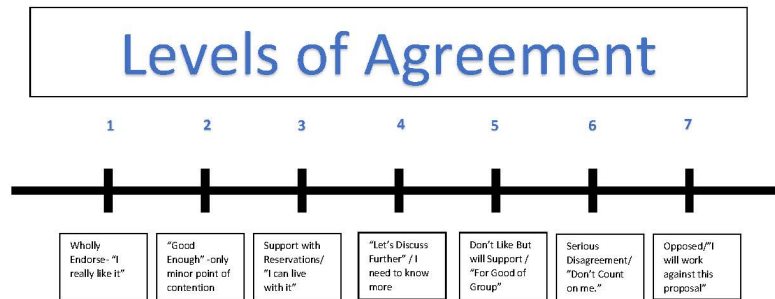 Levels of Agreement
1 2 3 4 5 6 7
Wholly
Endorse- "I
really like it"
"Good
Enough" -only
minor point of
contention
Support with
Reservations/
"I can live
with it"
"Let's Discuss
Further" / I
need to know
more
Don't Like But
will Support /
"For Good of
Group"
Serious
Disagreement/
"Don't Count
on me."
Opposed/"I
will work
against this
proposal"